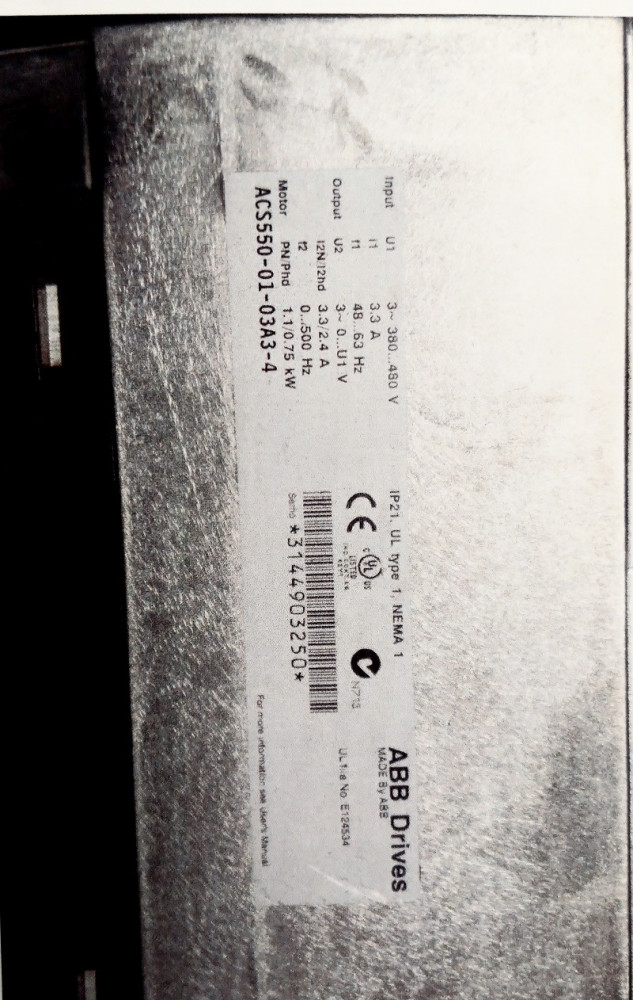 Input U1 3~ 380...480 V
I1 3.3 A
f1 48...63 Hz
Output U2 3~ 0...U1 V
I2N/I2hd 3.3/2.4 A
f2 0...500 Hz
Motor PN/Phd 1.1/0.75 kW
ACS550-01-03A3-4
IP21, UL type 1, NEMA 1
CE
C UL US
LISTED
N713
*3144903250*
ABB Drives
MADE By ABB
UL file No E124534
For more information see User's Manual